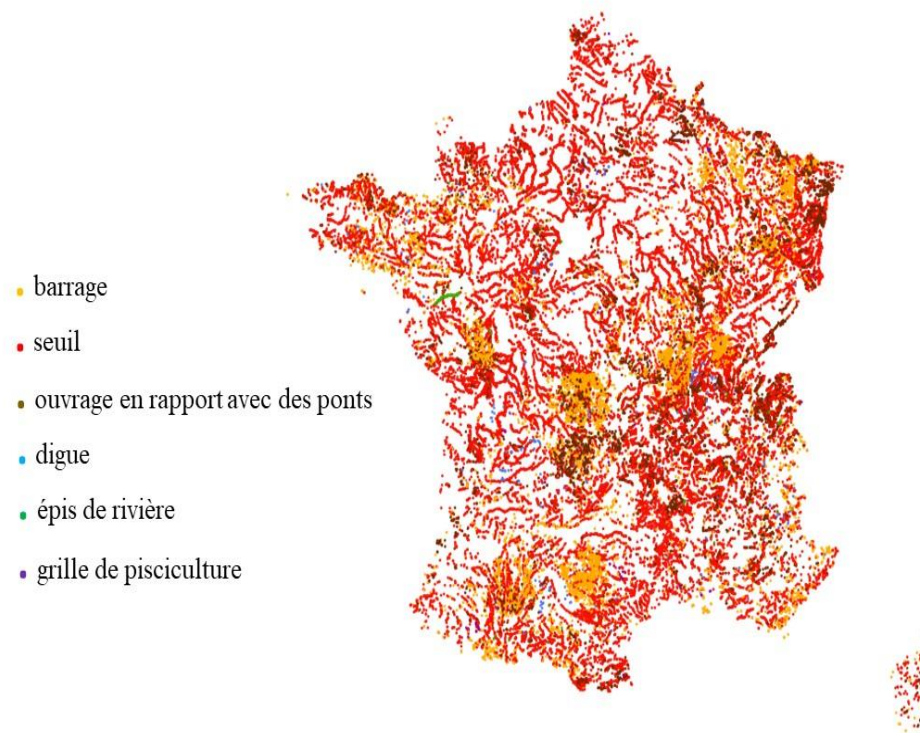 barrage
seuil
ouvrage en rapport avec des ponts
digue
épis de rivière
grille de pisciculture